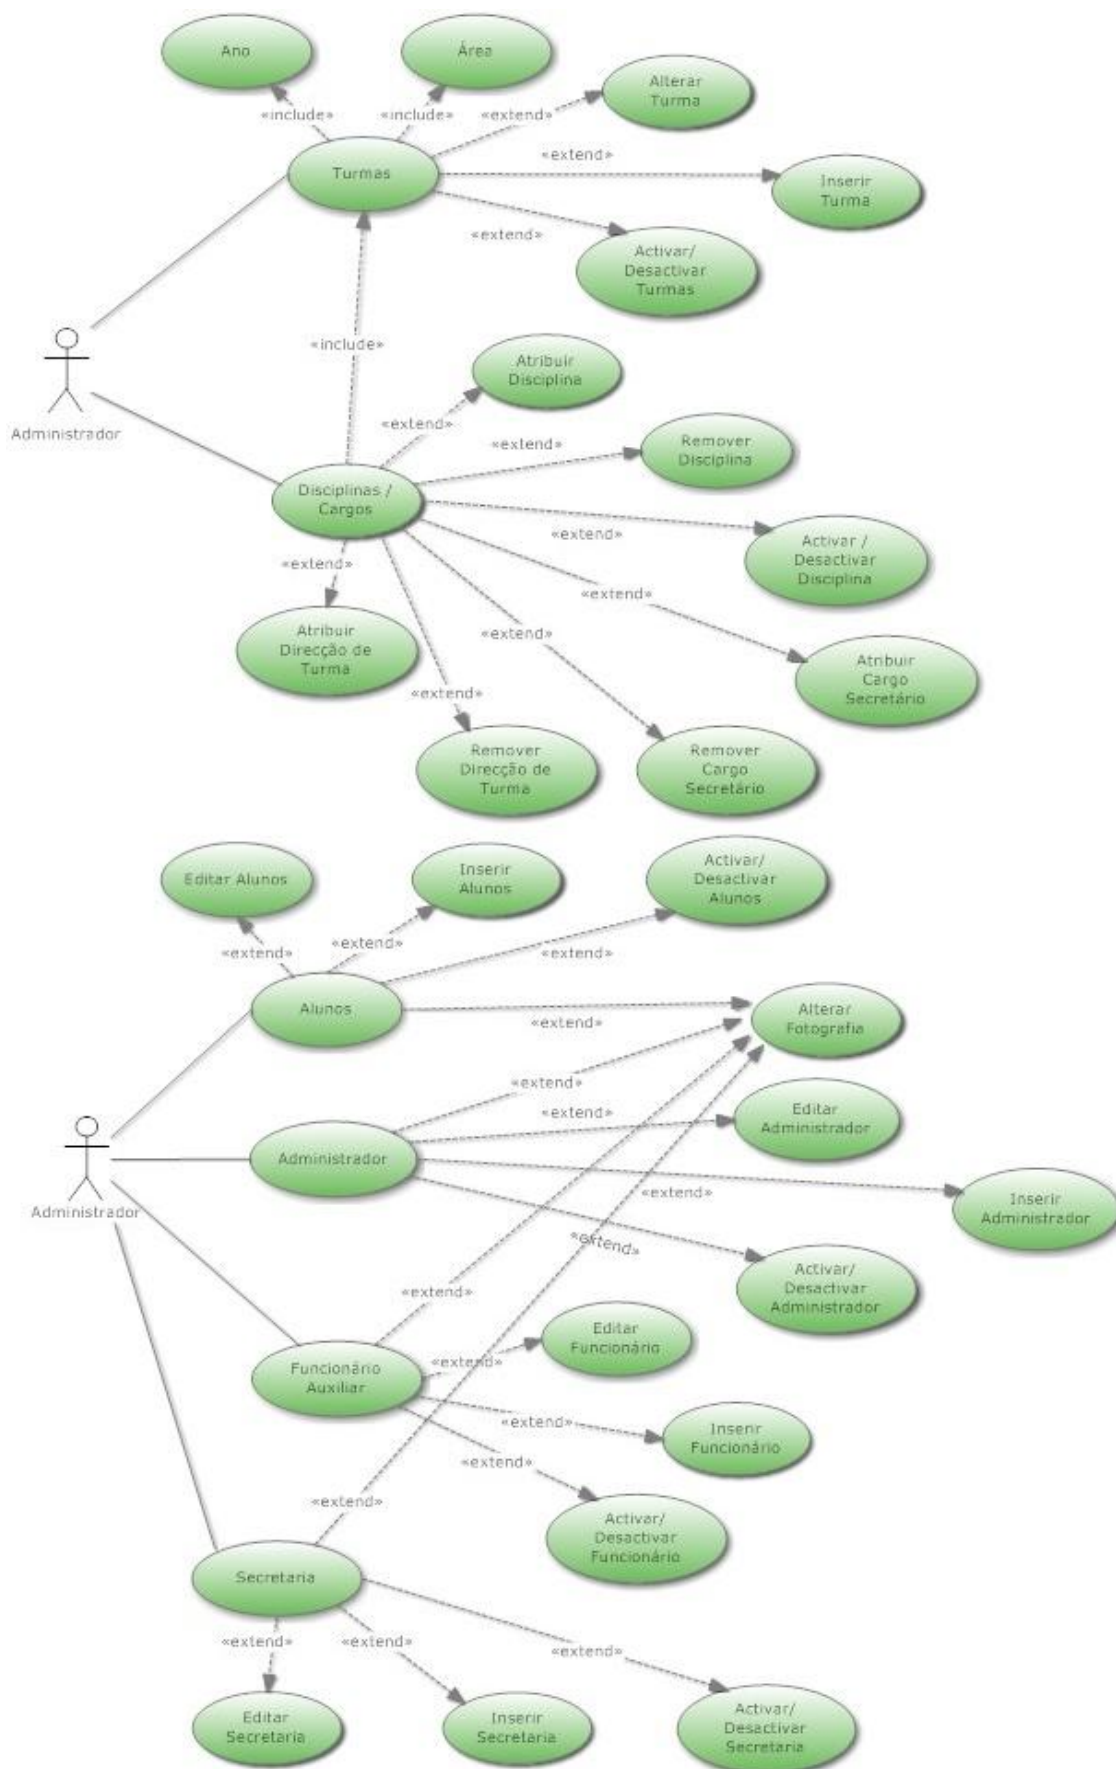 Ano
Área
Alterar
Turma
«include»
«include»
«extend»
«extend»
Turmas
Inserir
Turma
«extend»
Activar/
Desactivar
Turmas
«include»
Atribuir
Disciplina
Administrador
«extend»
«extend»
Remover
Disciplina
Disciplinas /
Cargos
«extend»
Activar /
Desactivar
Disciplina
«extend»
«extend»
Atribuir
Direcção de
Turma
«extend»
Atribuir
Cargo
Secretário
«extend»
Remover
Direcção de
Turma
Remover
Cargo
Secretário
Editar Alunos
Inserir
Alunos
Activar/
Desactivar
Alunos
«extend»
«extend»
«extend»
Alunos
Alterar
Fotografia
«extend»
«extend»
«extend»
Editar
Administrador
Administrador
Administrador
«extend»
Inserir
Administrador
«extend»
Activar/
Desactivar
Administrador
«extend»
Editar
Funcionário
Funcionário
Auxiliar
«extend»
«extend»
Inserir
Funcionário
«extend»
«extend»
Activar/
Desactivar
Funcionário
Secretaria
«extend»
«extend»
«extend»
Editar
Secretaria
Inserir
Secretaria
Activar/
Desactivar
Secretaria